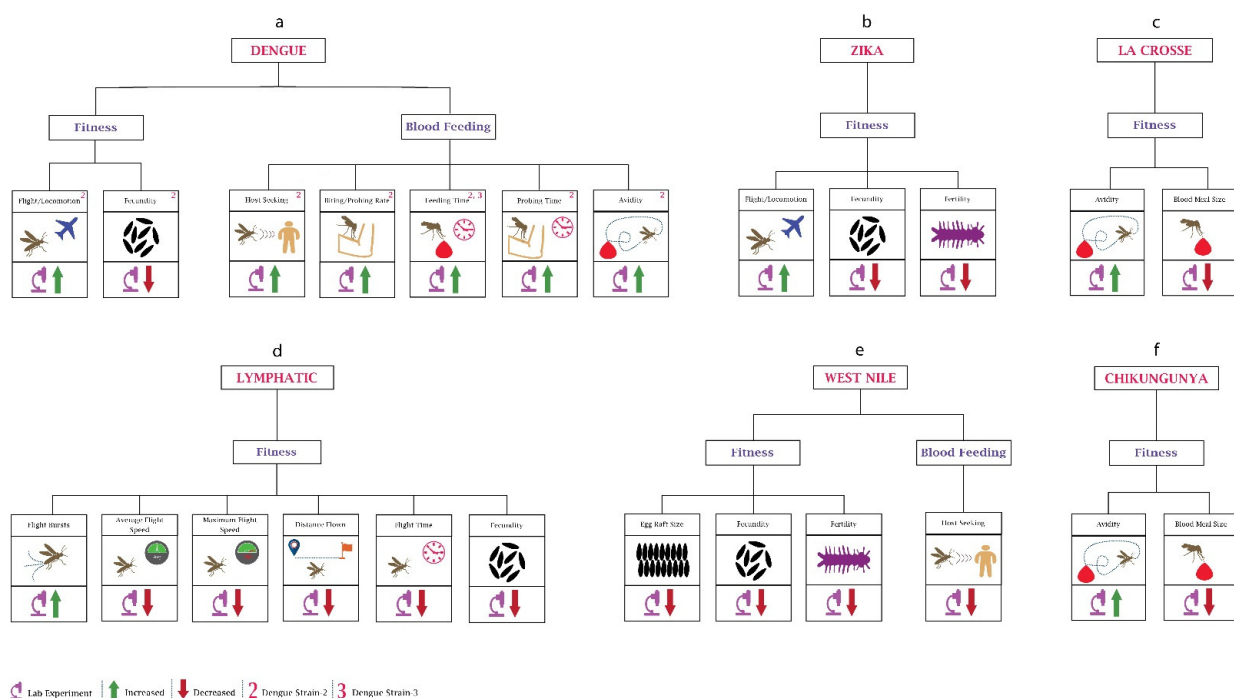 a
DENGUE
Fitness
Blood Feeding
Flight/Locomotion 2
Fecundity 2
Host Seeking 2
Biting/Probing Rate 2
Feeding Time 2, 3
Probing Time 2
Avidity 2
b
ZIKA
Fitness
Flight/Locomotion
Fecundity
Fertility
c
LA CROSSE
Fitness
Avidity
Blood Meal Size
d
LYMPHATIC
Fitness
Flight Bursts
Average Flight
Speed
Maximum Flight
Speed
Distance Flown
Flight Time
Fecundity
e
WEST NILE
Fitness
Blood Feeding
Egg Raft Size
Fecundity
Fertility
Host Seeking
f
CHIKUNGUNYA
Fitness
Avidity
Blood Meal Size
Lab Experiment Increased Decreased 2 Dengue Strain-2 3 Dengue Strain-3